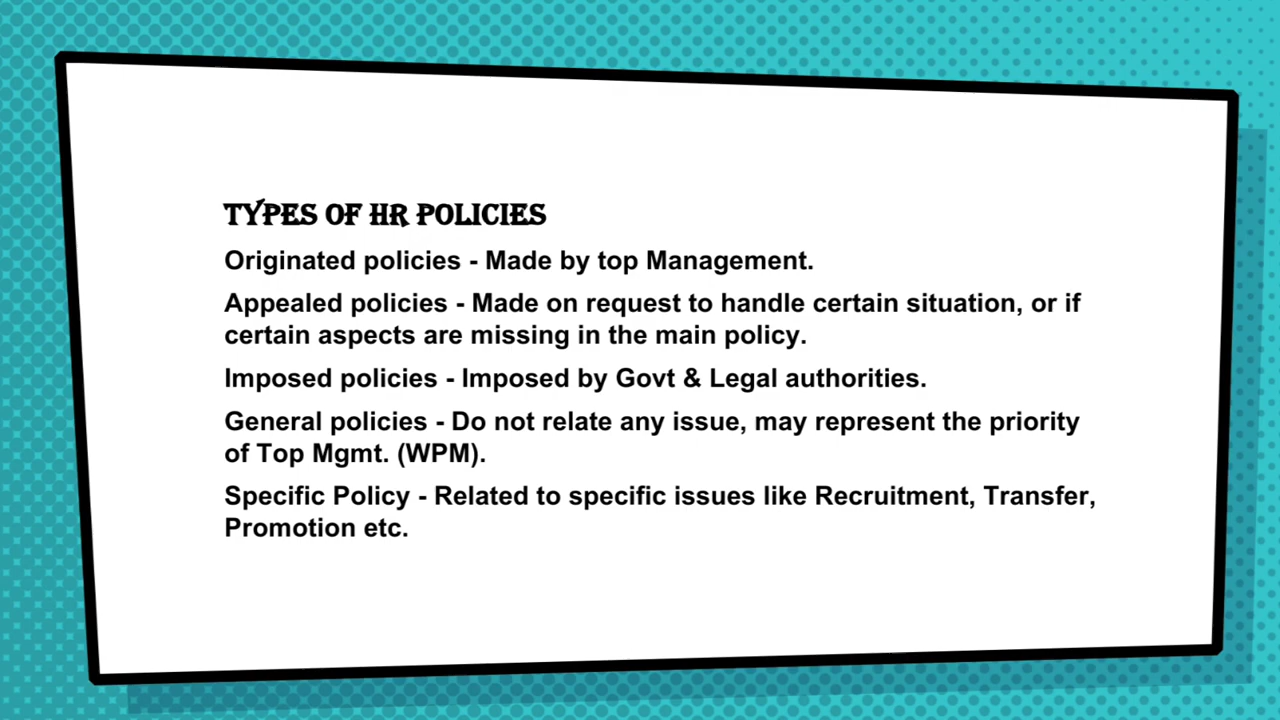 TYPES OF HR POLICIES
Originated policies - Made by top Management.
Appealed policies - Made on request to handle certain situation, or if
certain aspects are missing in the main policy.
Imposed policies - Imposed by Govt & Legal authorities.
General policies - Do not relate any issue, may represent the priority
of Top Mgmt. (WPM).
Specific Policy - Related to specific issues like Recruitment, Transfer,
Promotion etc.